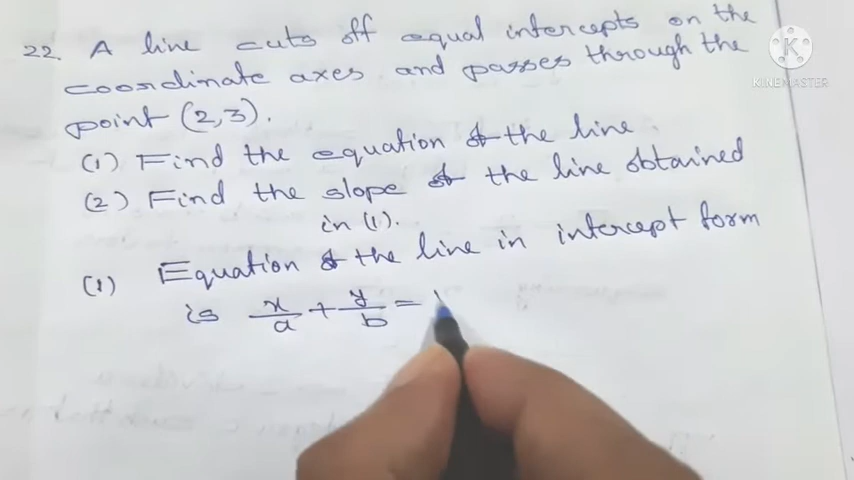 22. A line cuts off equal intercepts on the
coordinate axes and passes through the
point (2,3).
(1) Find the equation of the line.
(2) Find the slope of the line obtained
in (1).
(1) Equation of the line in intercept form
is x/a + y/b =
K
KINEMASTER